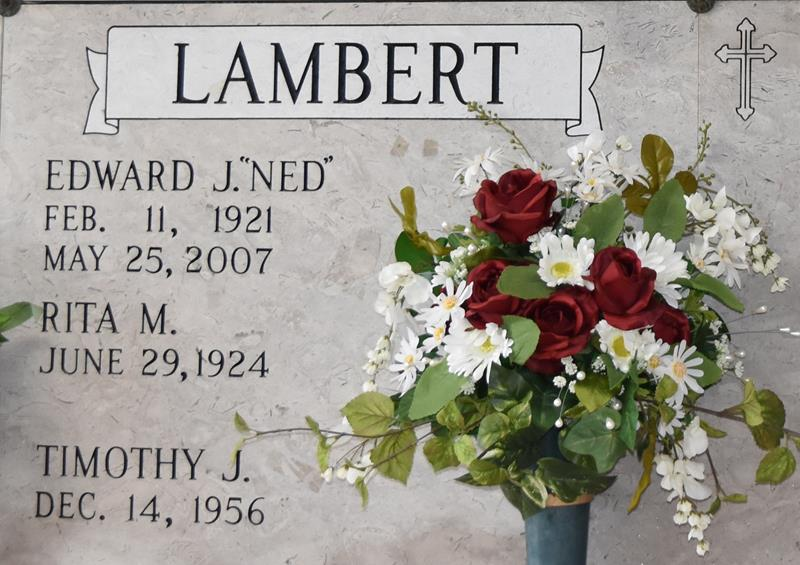 LAMBERT
EDWARD J. "NED"
FEB. 11, 1921
MAY 25, 2007
RITA M.
JUNE 29, 1924
TIMOTHY J.
DEC. 14, 1956